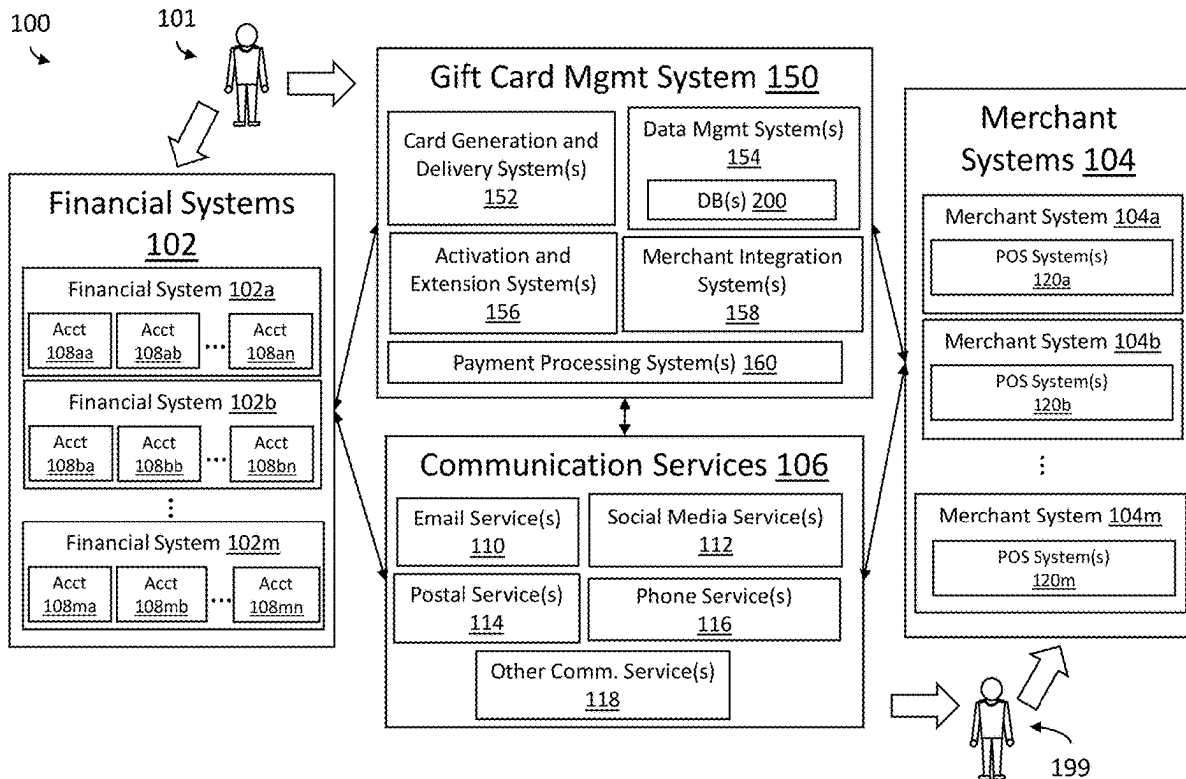 100
101
Gift Card Mgmt System 150
Card Generation and
Delivery System(s)
152
Data Mgmt System(s)
154
DB(s) 200
Activation and
Extension System(s)
156
Merchant Integration
System(s)
158
Payment Processing System(s) 160
Financial Systems
102
Financial System 102a
Acct
108aa
Acct
108ab
...
Acct
108an
Financial System 102b
Acct
108ba
Acct
108bb
...
Acct
108bn
...
Financial System 102m
Acct
108ma
Acct
108mb
...
Acct
108mn
Communication Services 106
Email Service(s)
110
Social Media Service(s)
112
Postal Service(s)
114
Phone Service(s)
116
Other Comm. Service(s)
118
Merchant
Systems 104
Merchant System 104a
POS System(s)
120a
Merchant System 104b
POS System(s)
120b
...
Merchant System 104m
POS System(s)
120m
199